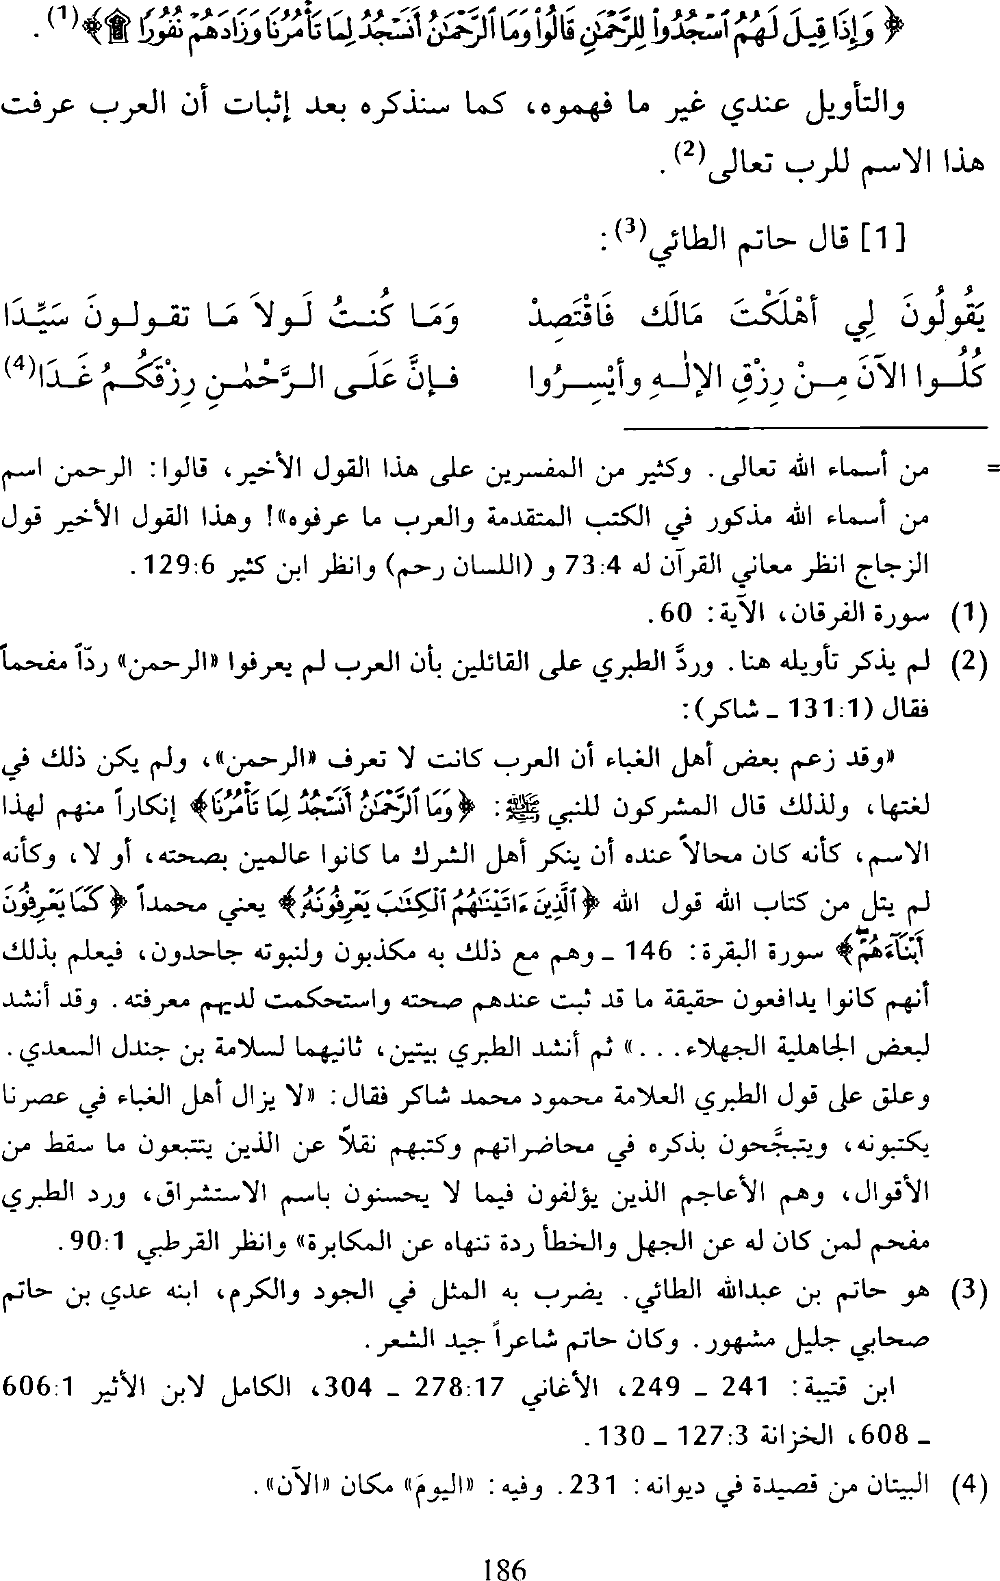 ﴿ وَإِذَا قِيلَ لَهُمُ ٱسْجُدُوا۟ لِلرَّحْمَٰنِ قَالُوا۟ وَمَا ٱلرَّحْمَٰنُ أَنَسْجُدُ لِمَا تَأْمُرُنَا وَزَادَهُمْ نُفُورًا ۩ ﴾(1) .
والتأويل عندي غير ما فهموه، كما سنذكره بعد إثبات أن العرب عرفت
هذا الاسم للرب تعالى(2) .
[1] قال حاتم الطائي(3) :
يَقُولُونَ لِي أَهْلَكْتَ مَالَك فَاقْتَصِدْ وَمَا كُنتُ لَولاَ مَا تقولونَ سَيِّدَا
كُلُوا الآنَ مِنْ رِزْقِ الإلٰهِ وأَيْسِرُوا فإنَّ عَلَى الرَّحْمٰنِ رِزْقَكُمُ غَدَا(4)
= من أسماء الله تعالى. وكثير من المفسرين على هذا القول الأخير، قالوا: الرحمن اسم
من أسماء الله مذكور في الكتب المتقدمة والعرب ما عرفوه»! وهذا القول الأخير قول
الزجاج انظر معاني القرآن له 73:4 و (اللسان رحم) وانظر ابن كثير 129:6.
(1) سورة الفرقان، الآية: 60.
(2) لم يذكر تأويله هنا. وردَّ الطبري على القائلين بأن العرب لم يعرفوا «الرحمن» ردّاً مفحماً
فقال (131:1 ـ شاكر):
«وقد زعم بعض أهل الغباء أن العرب كانت لا تعرف «الرحمن»، ولم يكن ذلك في
لغتها، ولذلك قال المشركون للنبي ﷺ: ﴿وَمَا ٱلرَّحْمَٰنُ أَنَسْجُدُ لِمَا تَأْمُرُنَا﴾ إنكاراً منهم لهذا
الاسم، كأنه كان محالاً عنده أن ينكر أهل الشرك ما كانوا عالمين بصحته، أو لا، وكأنه
لم يتل من كتاب الله قول الله ﴿ٱلَّذِينَ ءَاتَيْنَٰهُمُ ٱلْكِتَٰبَ يَعْرِفُونَهُۥ﴾ يعني محمداً ﴿كَمَا يَعْرِفُونَ
أَبْنَآءَهُمْ﴾ سورة البقرة: 146 ـ وهم مع ذلك به مكذبون ولنبوته جاحدون، فيعلم بذلك
أنهم كانوا يدافعون حقيقة ما قد ثبت عندهم صحته واستحكمت لديهم معرفته. وقد أنشد
لبعض الجاهلية الجهلاء...» ثم أنشد الطبري بيتين، ثانيهما لسلامة بن جندل السعدي.
وعلق على قول الطبري العلامة محمود محمد شاكر فقال: «لا يزال أهل الغباء في عصرنا
يكتبونه، ويتبجَّحون بذكره في محاضراتهم وكتبهم نقلاً عن الذين يتتبعون ما سقط من
الأقوال، وهم الأعاجم الذين يؤلفون فيما لا يحسنون باسم الاستشراق، ورد الطبري
مفحم لمن كان له عن الجهل والخطأ ردة تنهاه عن المكابرة» وانظر القرطبي 90:1.
(3) هو حاتم بن عبدالله الطائي. يضرب به المثل في الجود والكرم، ابنه عدي بن حاتم
صحابي جليل مشهور. وكان حاتم شاعراً جيد الشعر.
ابن قتيبة: 241 ـ 249، الأغاني 278:17 ـ 304، الكامل لابن الأثير 606:1
ـ 608، الخزانة 127:3 ـ 130.
(4) البيتان من قصيدة في ديوانه: 231. وفيه: «اليومَ» مكان «الآن».
186